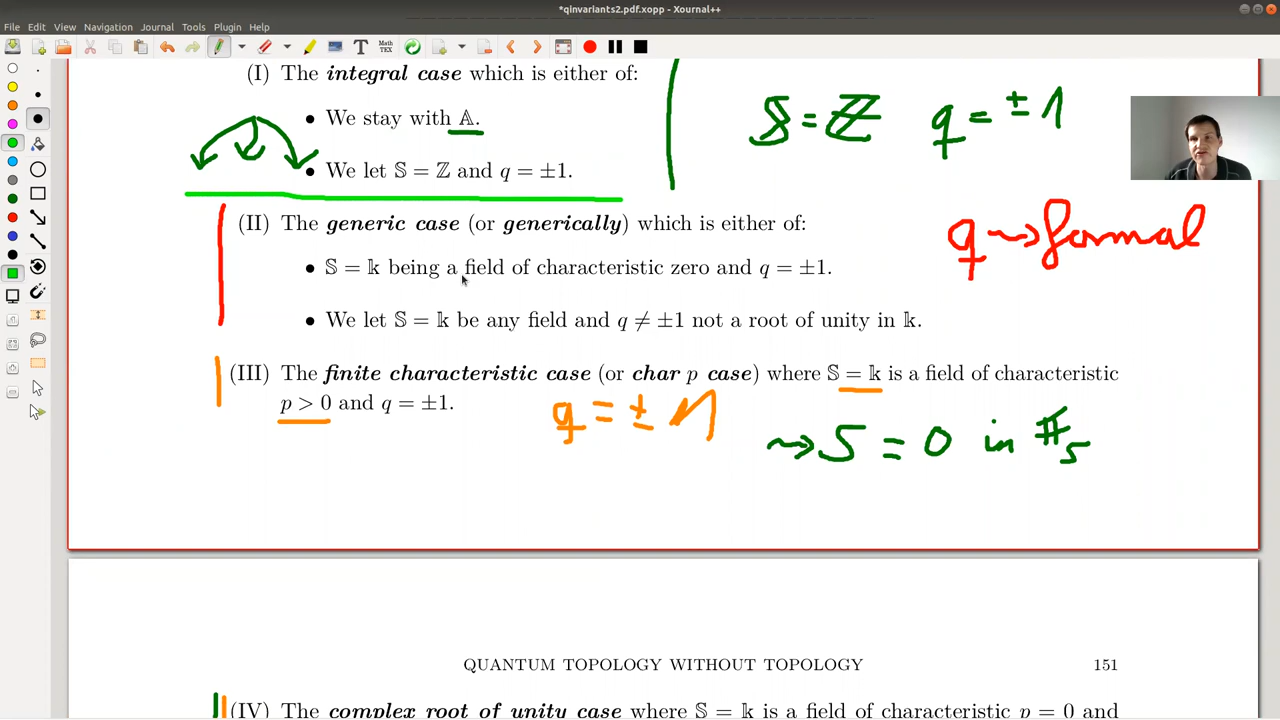 *qinvariants2.pdf.xopp - Xournal++
File Edit View Navigation Journal Tools Plugin Help
(I) The integral case which is either of:
• We stay with 𝔸.
𝕊 = ℤ q = ± 1
• We let 𝕊 = ℤ and q = ±1.
(II) The generic case (or generically) which is either of:
q ⇝ formal
• 𝕊 = 𝕜 being a field of characteristic zero and q = ±1.
• We let 𝕊 = 𝕜 be any field and q ≠ ±1 not a root of unity in 𝕜.
(III) The finite characteristic case (or char p case) where 𝕊 = 𝕜 is a field of characteristic
p > 0 and q = ±1.
q = ± 1
⇝ 5 = 0 in 𝔽₅
QUANTUM TOPOLOGY WITHOUT TOPOLOGY 151
(IV) The complex root of unity case where 𝕊 = 𝕜 is a field of characteristic p = 0 and